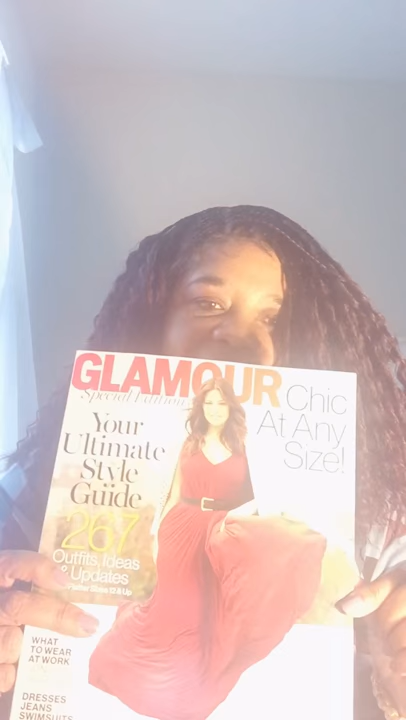 GLAMOUR
Special Edition
Chic
At Any
Size!
Your
Ultimate
Style
Guide
267
Outfits, Ideas
& Updates
WHAT
TO WEAR
AT WORK
DRESSES
JEANS
SWIMSUITS